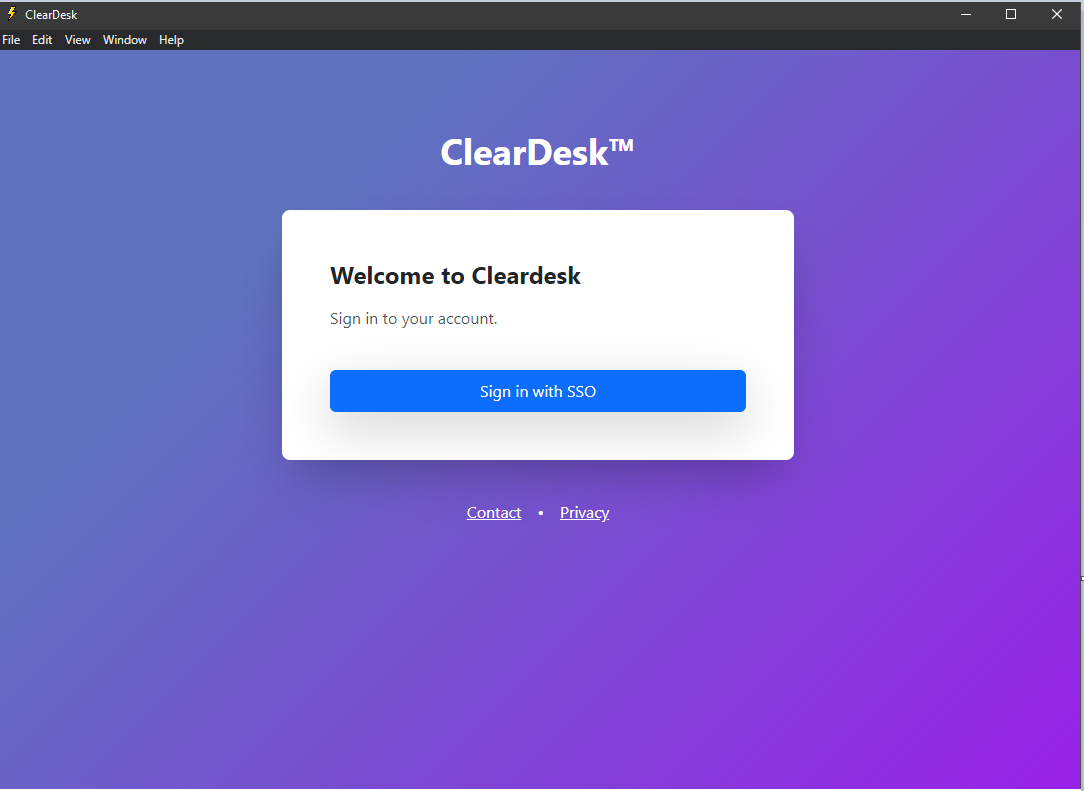 ClearDesk
File Edit View Window Help
ClearDesk™
Welcome to Cleardesk
Sign in to your account.
Sign in with SSO
Contact • Privacy